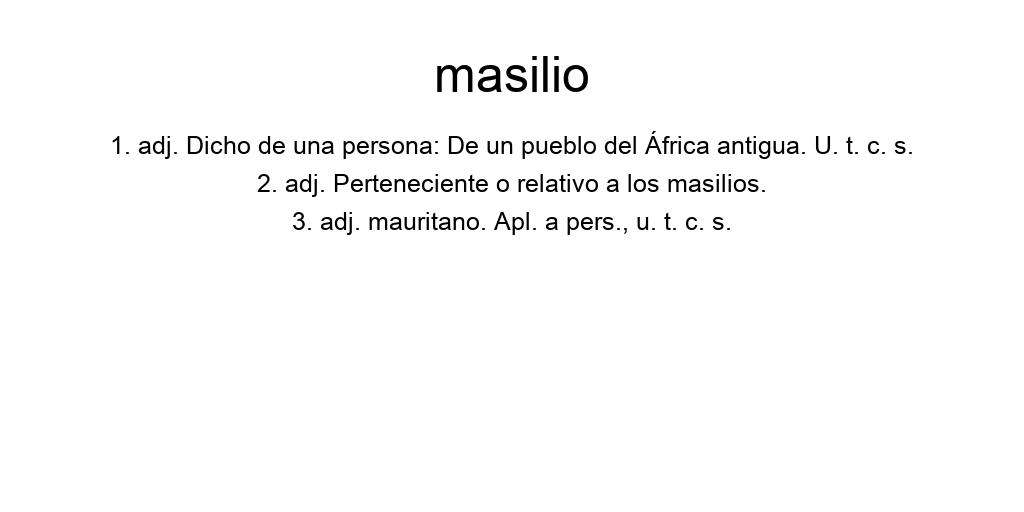 masilio
1. adj. Dicho de una persona: De un pueblo del África antigua. U. t. c. s.
2. adj. Perteneciente o relativo a los masilios.
3. adj. mauritano. Apl. a pers., u. t. c. s.